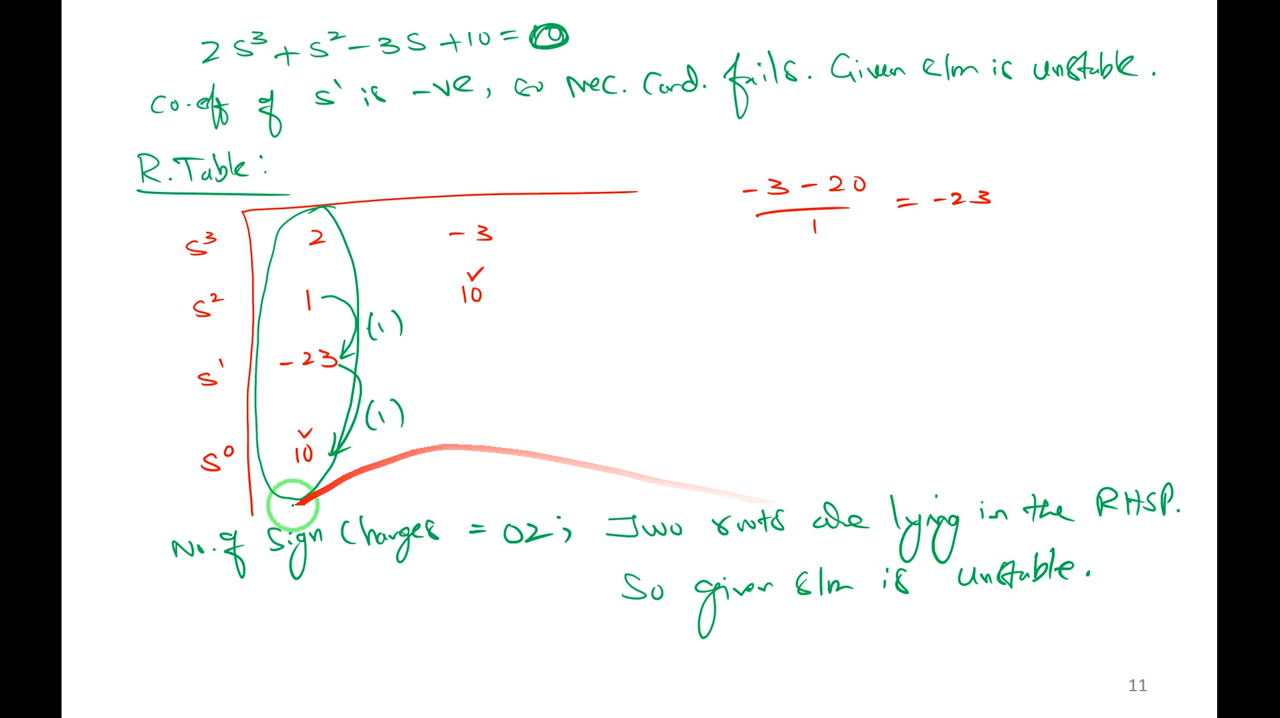 2S³ + S² - 3S + 10 = 0
Co-eff of S¹ is -ve, so Nec. Cond. fails. Given s/m is unstable.
R. Table:
-3 - 20 / 1 = -23
S³ 2 -3
S² 1 10
(1)
S¹ -23
(1)
S⁰ 10
No. of Sign Changes = 02; Two roots are lying in the RHSP.
So given s/m is unstable.
11